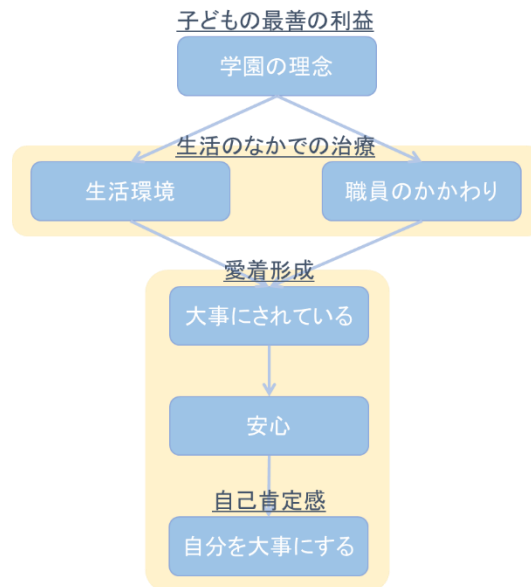 子どもの最善の利益
学園の理念
生活のなかでの治療
生活環境
職員のかかわり
愛着形成
大事にされている
安心
自己肯定感
自分を大事にする